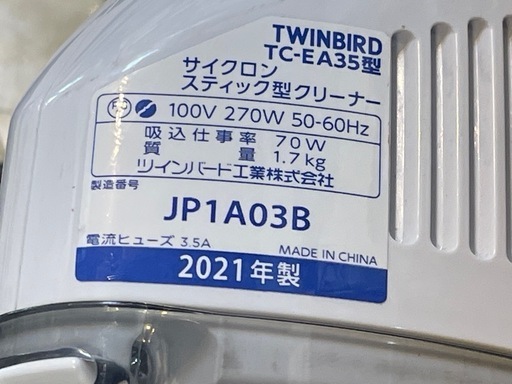 TWINBIRD
TC-EA35型
サイクロン
スティック型クリーナー
100V 270W 50-60Hz
吸込仕事率 70W
質量 1.7kg
ツインバード工業株式会社
製造番号
JP1A03B
電流ヒューズ 3.5A MADE IN CHINA
2021年製